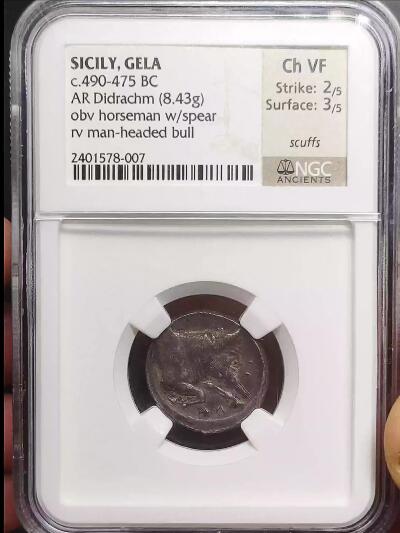 SICILY, GELA
c.490-475 BC
AR Didrachm (8.43g)
obv horseman w/spear
rv man-headed bull
2401578-007
Ch VF
Strike: 2/5
Surface: 3/5
scuffs
NGC
ANCIENTS